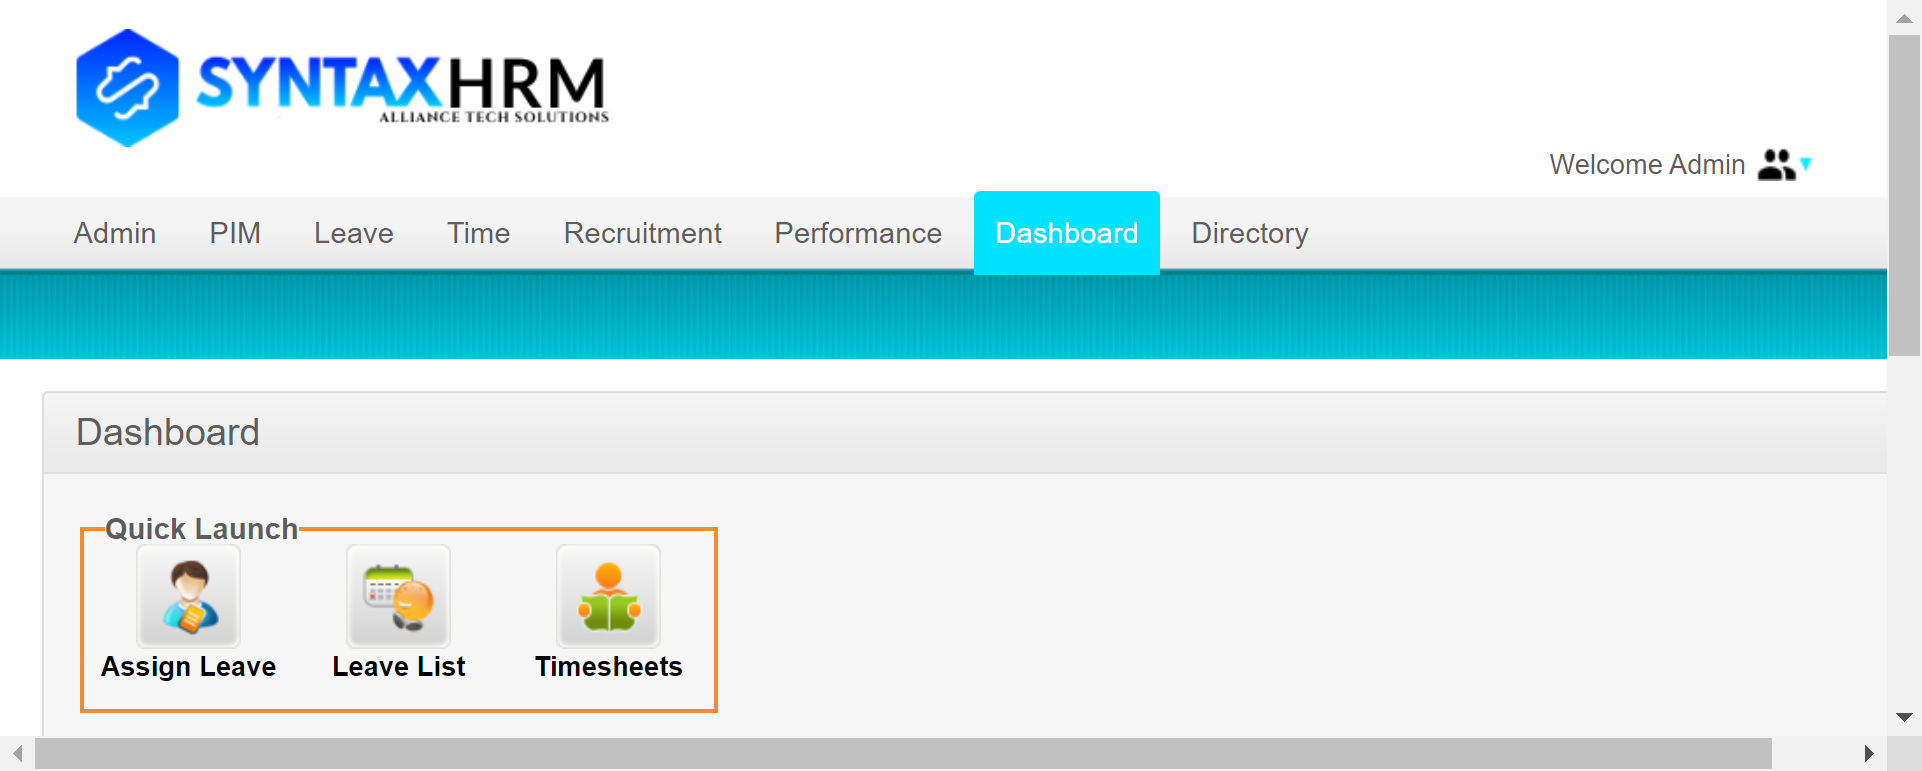 SYNTAXHRM
ALLIANCE TECH SOLUTIONS
Welcome Admin
Admin PIM Leave Time Recruitment Performance Dashboard Directory
Dashboard
Quick Launch
Assign Leave Leave List Timesheets